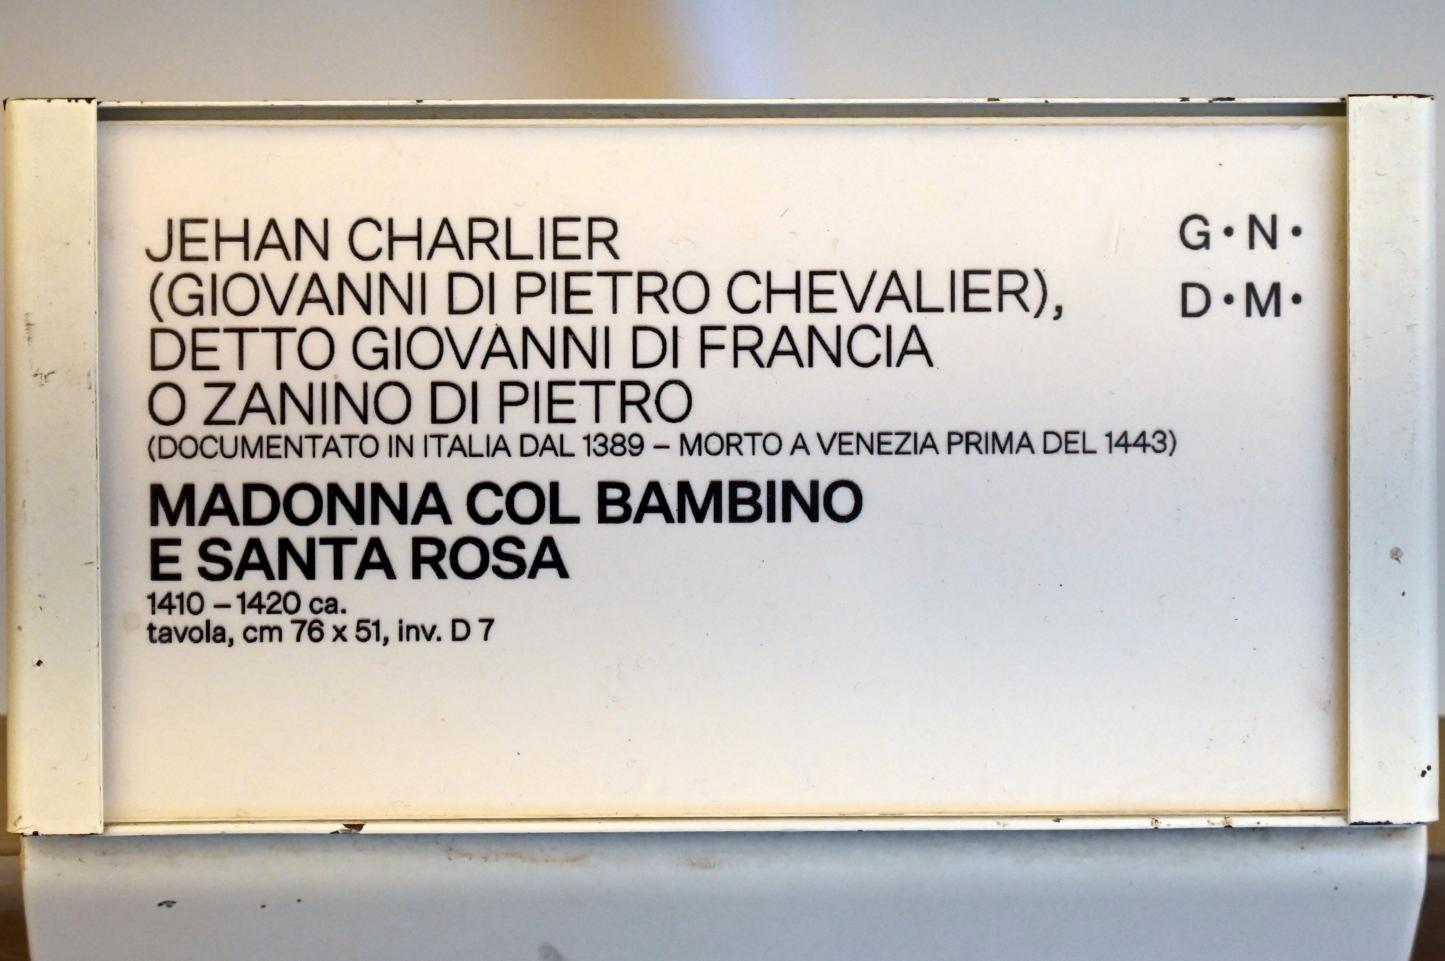 JEHAN CHARLIER
(GIOVANNI DI PIETRO CHEVALIER),
DETTO GIOVANNI DI FRANCIA
O ZANINO DI PIETRO
(DOCUMENTATO IN ITALIA DAL 1389 – MORTO A VENEZIA PRIMA DEL 1443)
MADONNA COL BAMBINO
E SANTA ROSA
1410 – 1420 ca.
tavola, cm 76 x 51, inv. D 7
G•N•
D•M•